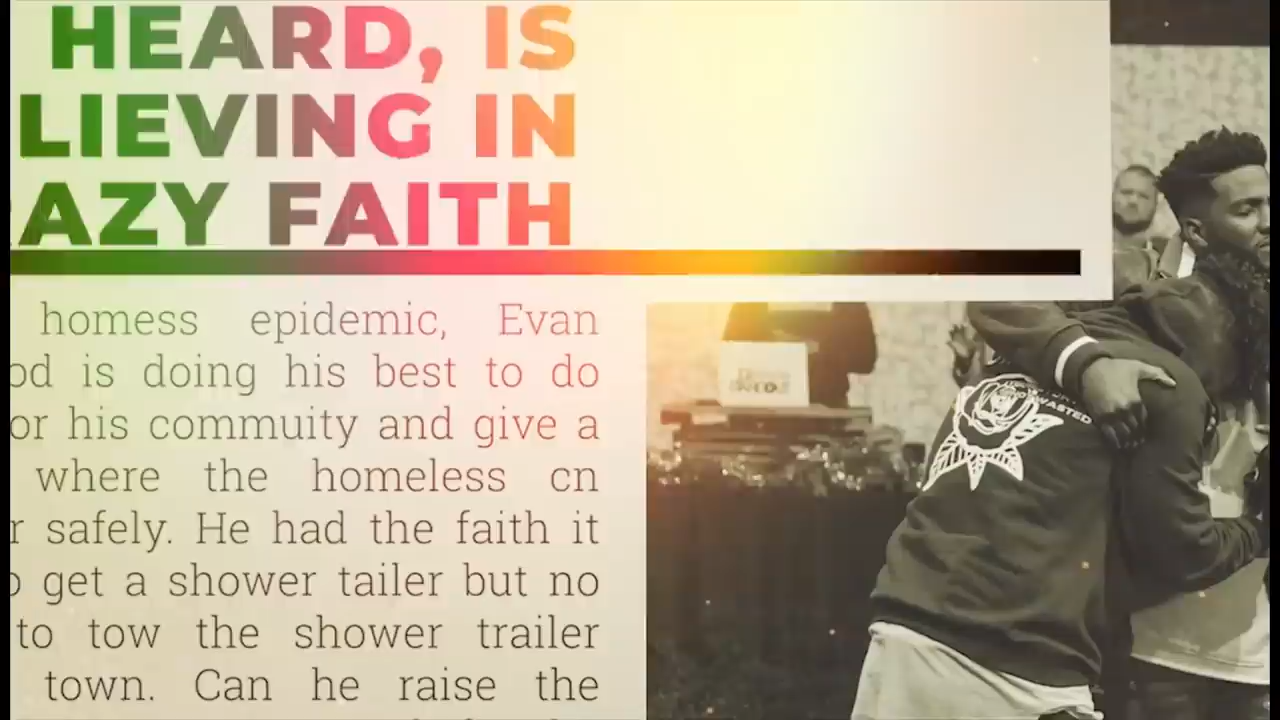 HEARD, IS
LIEVING IN
AZY FAITH
homess epidemic, Evan
od is doing his best to do
or his commuity and give a
where the homeless cn
r safely. He had the faith it
o get a shower tailer but no
to tow the shower trailer
town. Can he raise the
WASTED